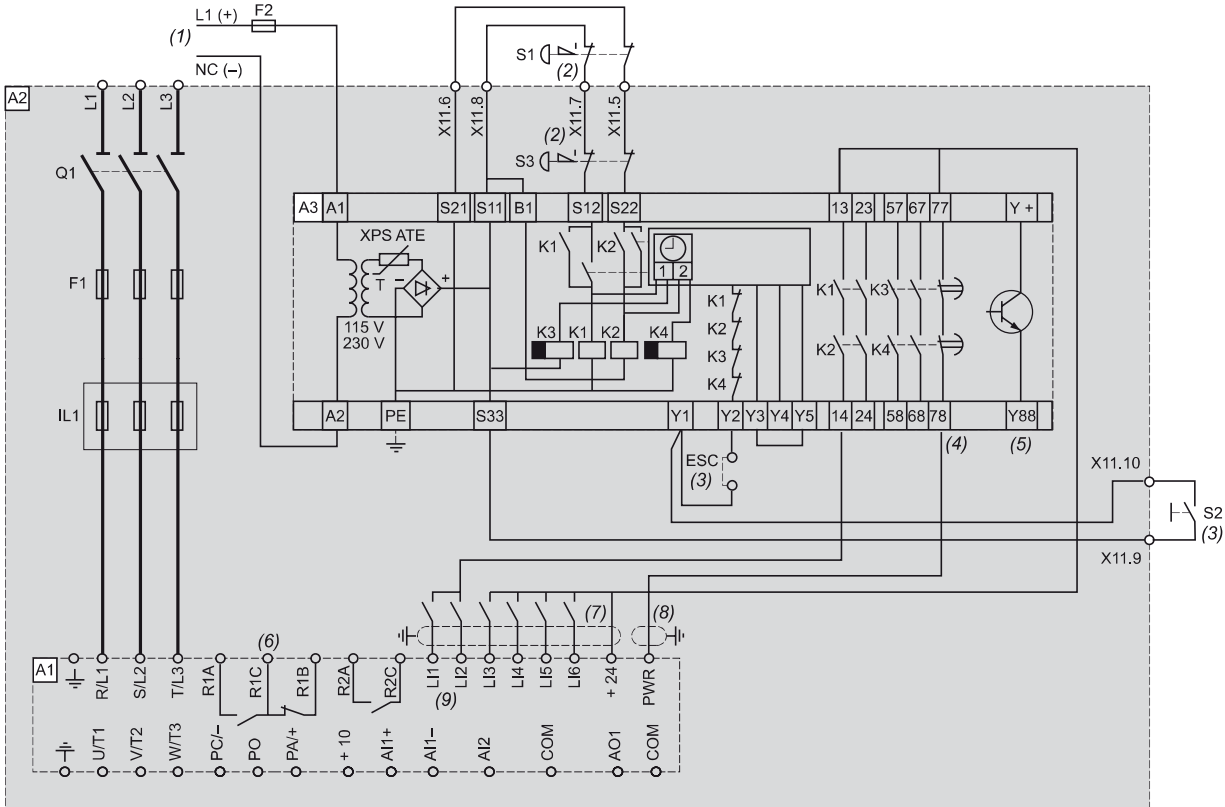 L1 (+)
F2
(1)
NC (–)
S1
(2)
A2
L1
L2
L3
X11.6
X11.8
X11.7
X11.5
(2)
S3
Q1
A3
A1
S21
S11
B1
S12
S22
13
23
57
67
77
Y +
XPS ATE
K1
K2
T
–
+
1
2
F1
K1
K3
K1
115 V
230 V
K3
K1
K2
K4
K2
K3
K4
K2
K4
IL1
A2
PE
S33
Y1
Y2
Y3
Y4
Y5
14
24
58
68
78
Y88
(4)
(5)
ESC
(3)
X11.10
S2
(3)
X11.9
(7)
(8)
(6)
A1
R/L1
S/L2
T/L3
R1A
R1C
R1B
R2A
R2C
LI1
LI2
LI3
LI4
LI5
LI6
+ 24
PWR
(9)
U/T1
V/T2
W/T3
PC/–
PO
PA/+
+ 10
AI1+
AI1–
AI2
COM
AO1
COM